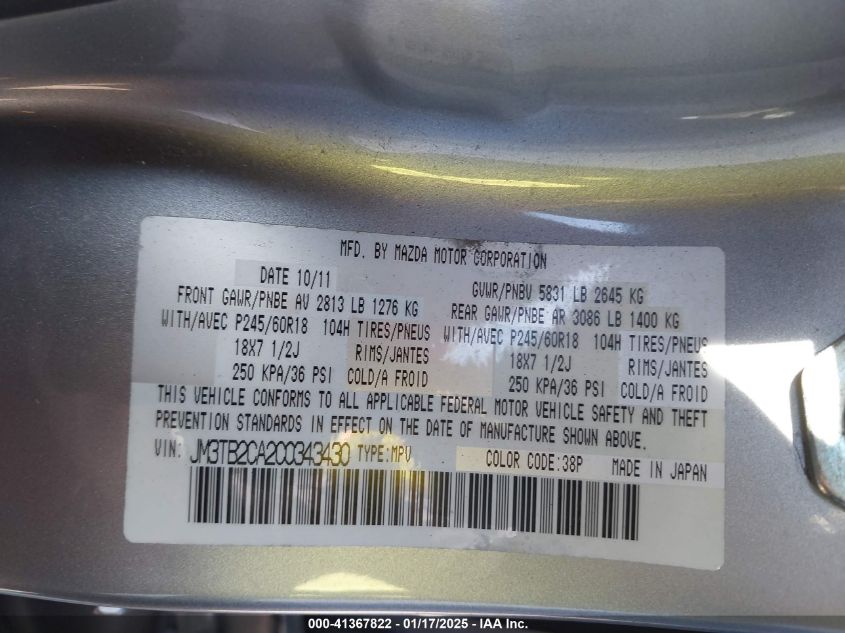 MFD. BY MAZDA MOTOR CORPORATION
DATE 10/11 GVWR/PNBV 5831 LB 2645 KG
FRONT GAWR/PNBE AV 2813 LB 1276 KG REAR GAWR/PNBE AR 3086 LB 1400 KG
WITH/AVEC P245/60R18 104H TIRES/PNEUS WITH/AVEC P245/60R18 104H TIRES/PNEUS
18X7 1/2J RIMS/JANTES 18X7 1/2J RIMS/JANTES
250 KPA/36 PSI COLD/A FROID 250 KPA/36 PSI COLD/A FROID
THIS VEHICLE CONFORMS TO ALL APPLICABLE FEDERAL MOTOR VEHICLE SAFETY AND THEFT
PREVENTION STANDARDS IN EFFECT ON THE DATE OF MANUFACTURE SHOWN ABOVE.
VIN: JM3TB2CA2C0343430 TYPE:MPV COLOR CODE:38P MADE IN JAPAN
000-41367822 - 01/17/2025 - IAA Inc.